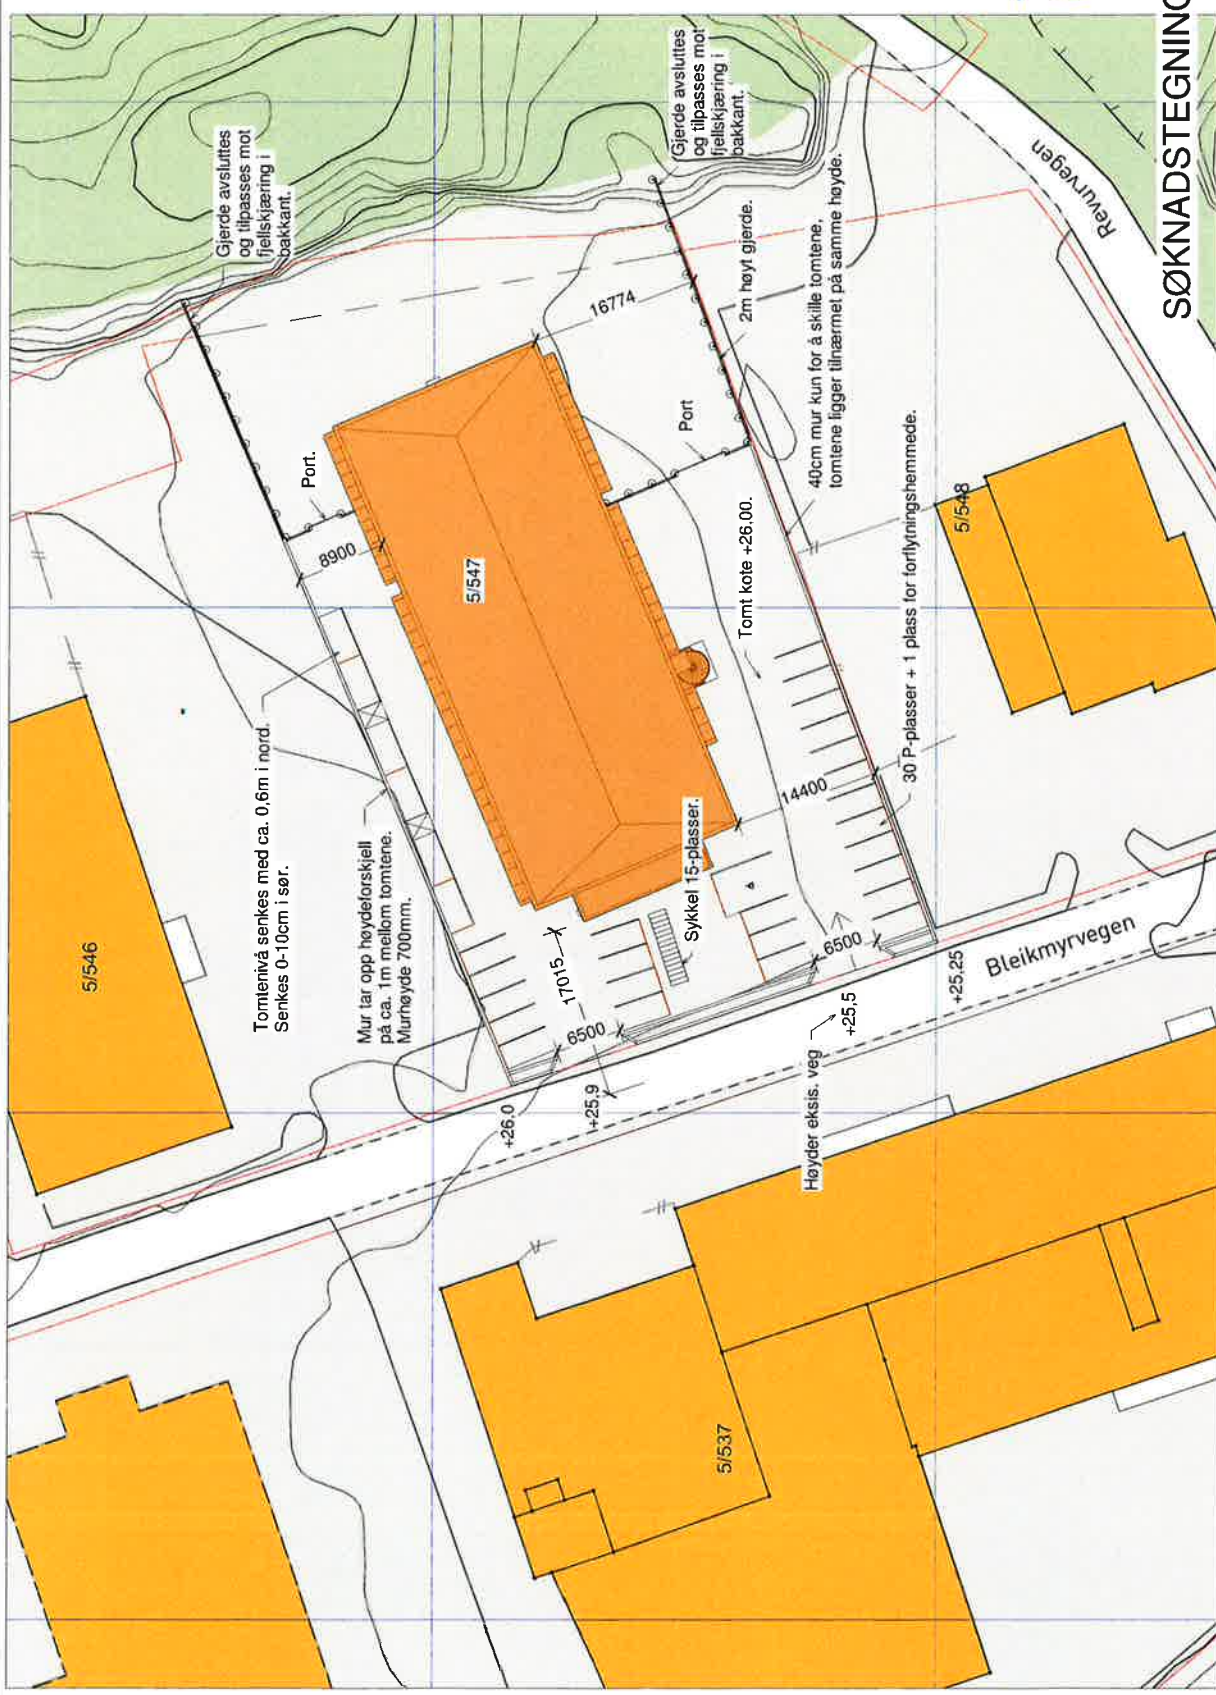 Gjerde avsluttes
og tilpasses mot
fjellskjæring i
bakkant.
Gjerde avsluttes
og tilpasses mot
fjellskjæring i
bakkant.
Revurvegen
SØKNADSTEGNING
16774
2m høyt gjerde.
40cm mur kun for å skille tomtene,
tomtene ligger tilnærmet på samme høyde.
Port.
Port
8900
5/547
Tomt kote +26.00.
5/548
30 P-plasser + 1 plass for forflytningshemmede.
Tomtenivå senkes med ca. 0,6m i nord.
Senkes 0-10cm i sør.
Mur tar opp høydeforskjell
på ca. 1m mellom tomtene.
Murhøyde 700mm.
5/546
14400
Sykkel 15-plasser.
17015
6500
6500
Bleikmyrvegen
+26.0
+25,9
Høyder eksis. veg
+25,5
+25.25
5/537